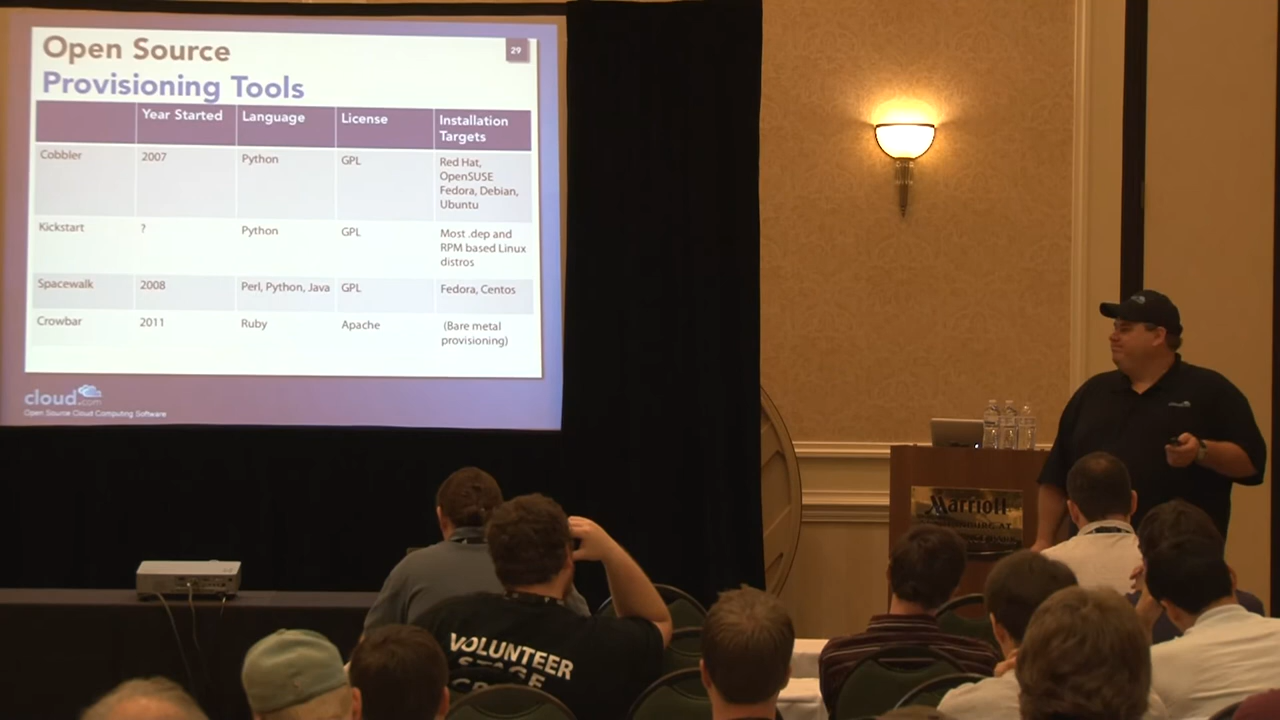 Open Source
29
Provisioning Tools
Year Started Language License Installation Targets
Cobbler 2007 Python GPL Red Hat,
OpenSUSE
Fedora, Debian,
Ubuntu
Kickstart ? Python GPL Most .dep and
RPM based Linux
distros
Spacewalk 2008 Perl, Python, Java GPL Fedora, Centos
Crowbar 2011 Ruby Apache (Bare metal
provisioning)
cloud.com
Open Source Cloud Computing Software
Marriott
VOLUNTEER
STAGE